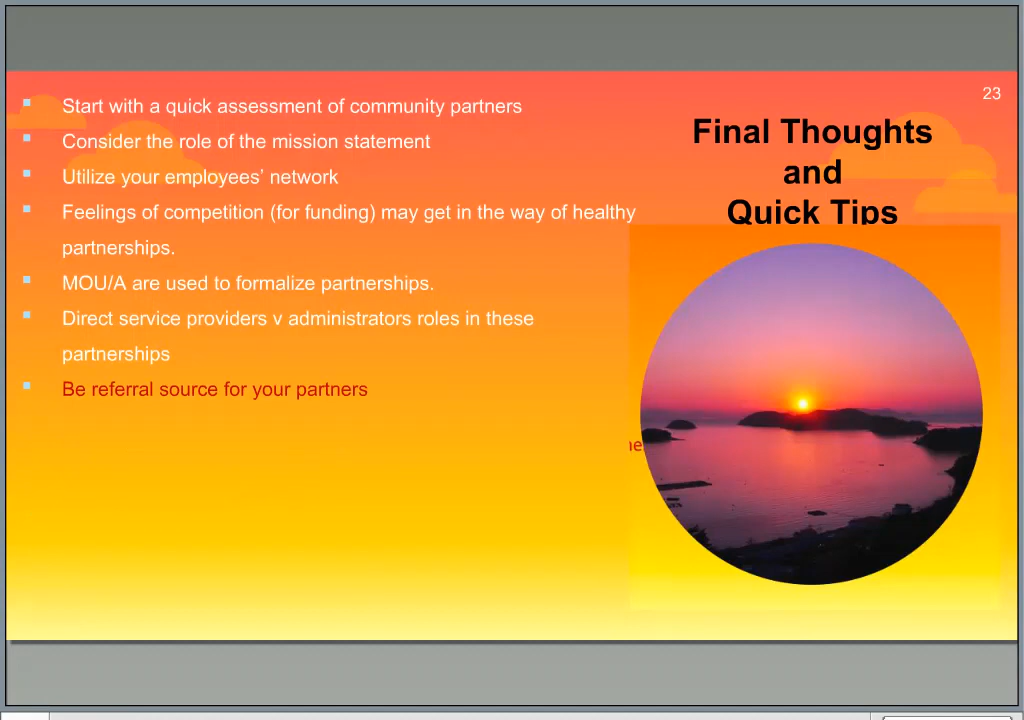 23
Final Thoughts
and
Quick Tips
Start with a quick assessment of community partners
Consider the role of the mission statement
Utilize your employees’ network
Feelings of competition (for funding) may get in the way of healthy
partnerships.
MOU/A are used to formalize partnerships.
Direct service providers v administrators roles in these
partnerships
Be referral source for your partners